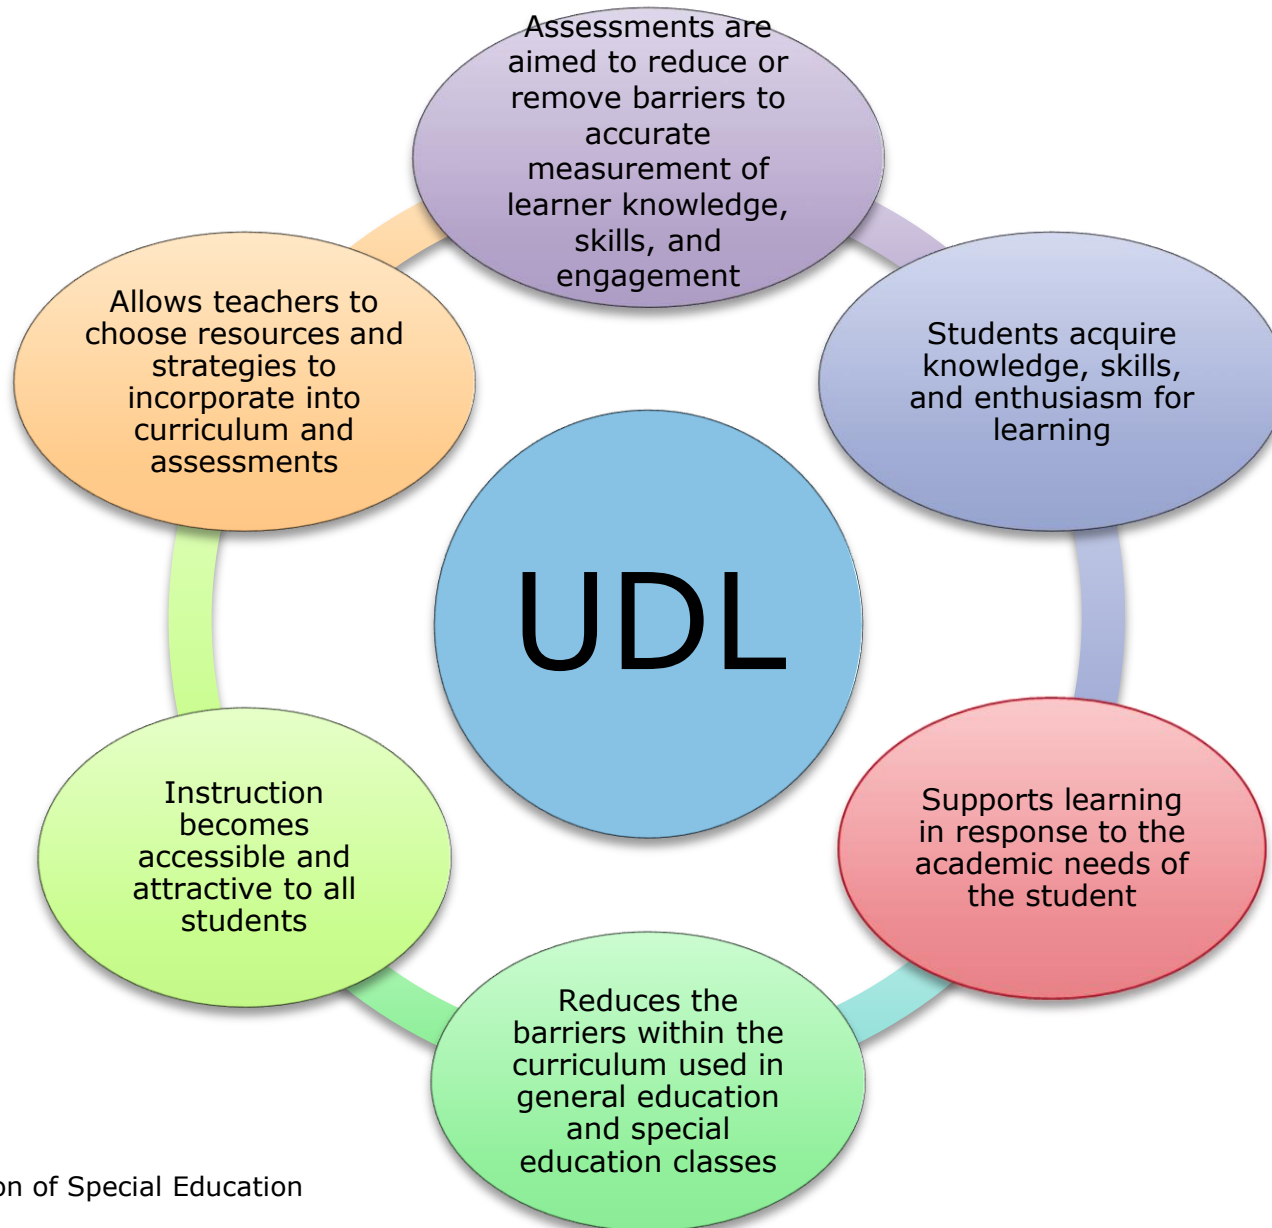 Assessments are
aimed to reduce or
remove barriers to
accurate
measurement of
learner knowledge,
skills, and
engagement
Students acquire
knowledge, skills,
and enthusiasm for
learning
Supports learning
in response to the
academic needs of
the student
Reduces the
barriers within the
curriculum used in
general education
and special
education classes
Instruction
becomes
accessible and
attractive to all
students
Allows teachers to
choose resources and
strategies to
incorporate into
curriculum and
assessments
UDL
of Special Education